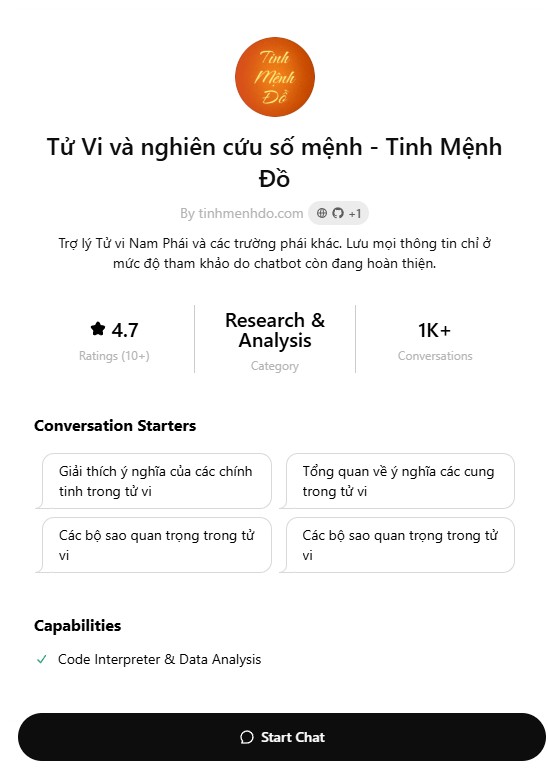 Tinh
Mệnh
Đồ
Tử Vi và nghiên cứu số mệnh - Tinh Mệnh
Đồ
By tinhmenhdo.com +1
Trợ lý Tử vi Nam Phái và các trường phái khác. Lưu mọi thông tin chỉ ở
mức độ tham khảo do chatbot còn đang hoàn thiện.
4.7
Ratings (10+)
Research &
Analysis
Category
1K+
Conversations
Conversation Starters
Giải thích ý nghĩa của các chính
tinh trong tử vi
Tổng quan về ý nghĩa các cung
trong tử vi
Các bộ sao quan trọng trong tử
vi
Các bộ sao quan trọng trong tử
vi
Capabilities
Code Interpreter & Data Analysis
Start Chat